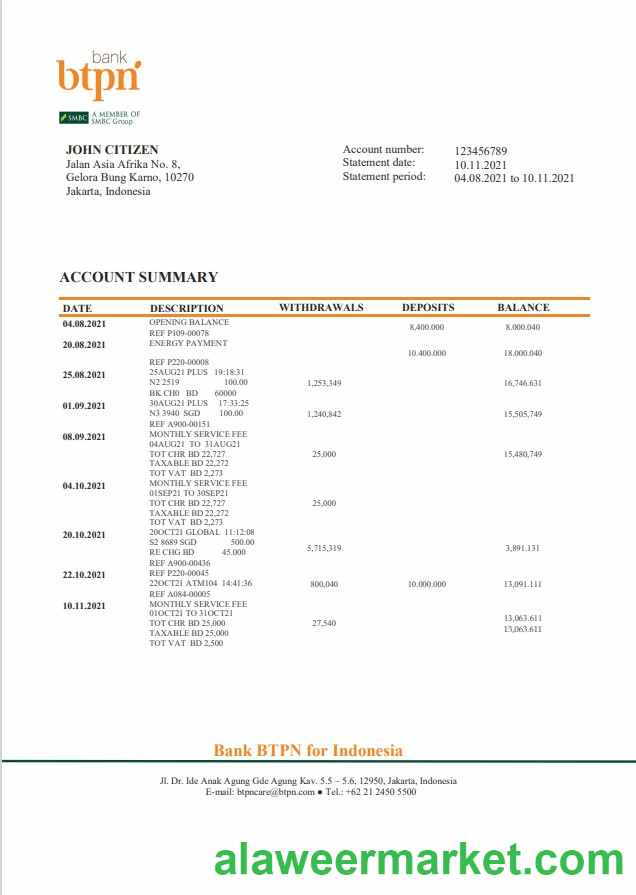 bank
btpn
SMBC A MEMBER OF
SMBC Group
JOHN CITIZEN
Jalan Asia Afrika No. 8,
Gelora Bung Karno, 10270
Jakarta, Indonesia
Account number: 123456789
Statement date: 10.11.2021
Statement period: 04.08.2021 to 10.11.2021
ACCOUNT SUMMARY
DATE DESCRIPTION WITHDRAWALS DEPOSITS BALANCE
04.08.2021 OPENING BALANCE 8,400.000 8.000.040
REF P109-00078
20.08.2021 ENERGY PAYMENT 10.400.000 18.000.040
REF P220-00008
25.08.2021 25AUG21 PLUS 19:18:31
N2 2519 100.00 1,253,349 16,746.631
BK CH0 BD 60000
01.09.2021 30AUG21 PLUS 17:33:25
N3 3940 SGD 100.00 1,240,842 15,505,749
REF A900-00151
08.09.2021 MONTHLY SERVICE FEE
04AUG21 TO 31AUG21
TOT CHR BD 22,727 25,000 15,480,749
TAXABLE BD 22,272
TOT VAT BD 2,273
04.10.2021 MONTHLY SERVICE FEE
01SEP21 TO 30SEP21
TOT CHR BD 22,727 25,000
TAXABLE BD 22,272
TOT VAT BD 2,273
20.10.2021 20OCT21 GLOBAL 11:12:08
S2 8689 SGD 500.00
RE CHG BD 45.000 5,715,319 3,891.131
REF A900-00436
22.10.2021 REF P220-00045
22OCT21 ATM104 14:41:36 800,040 10.000.000 13,091.111
REF A084-00005
10.11.2021 MONTHLY SERVICE FEE
01OCT21 TO 31OCT21 13,063.611
TOT CHR BD 25,000 27,540
TAXABLE BD 25,000 13,063.611
TOT VAT BD 2,500
Bank BTPN for Indonesia
Jl. Dr. Ide Anak Agung Gde Agung Kav. 5.5 – 5.6, 12950, Jakarta, Indonesia
E-mail: btpncare@btpn.com ● Tel.: +62 21 2450 5500
alaweermarket.com